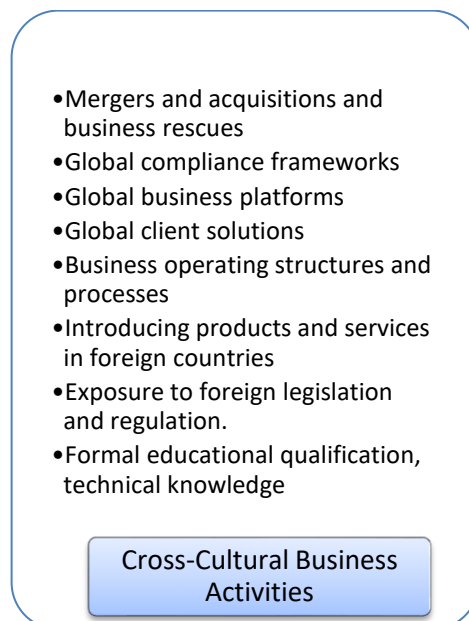 •Mergers and acquisitions and
business rescues
•Global compliance frameworks
•Global business platforms
•Global client solutions
•Business operating structures and
processes
•Introducing products and services
in foreign countries
•Exposure to foreign legislation
and regulation.
•Formal educational qualification,
technical knowledge
Cross-Cultural Business
Activities